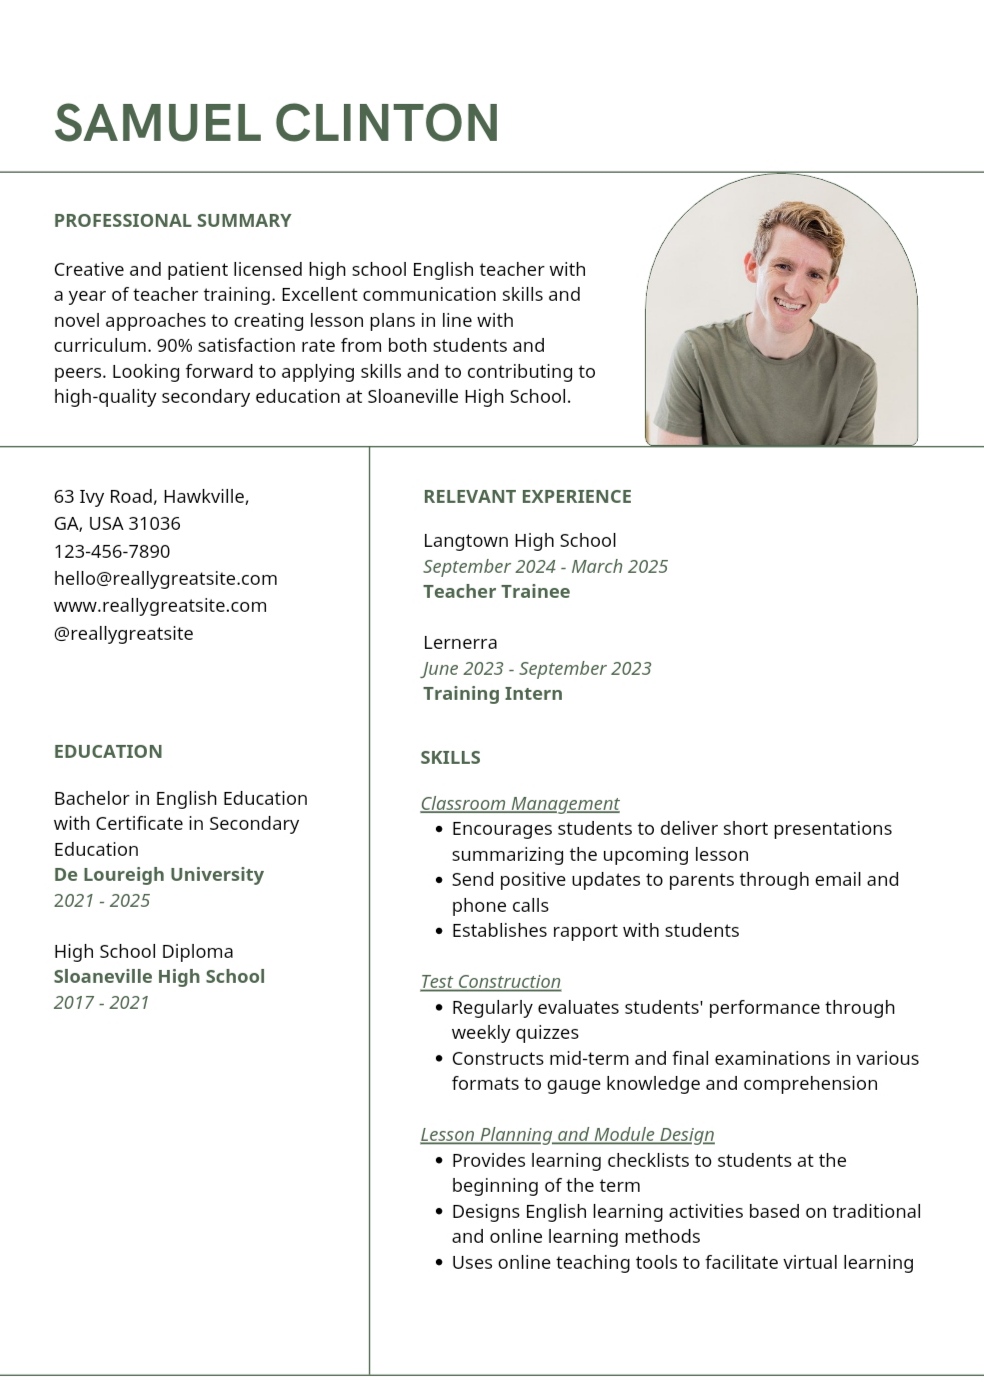 SAMUEL CLINTON
PROFESSIONAL SUMMARY
Creative and patient licensed high school English teacher with
a year of teacher training. Excellent communication skills and
novel approaches to creating lesson plans in line with
curriculum. 90% satisfaction rate from both students and
peers. Looking forward to applying skills and to contributing to
high-quality secondary education at Sloaneville High School.
63 Ivy Road, Hawkville,
GA, USA 31036
123-456-7890
hello@reallygreatsite.com
www.reallygreatsite.com
@reallygreatsite
EDUCATION
Bachelor in English Education
with Certificate in Secondary
Education
De Loureigh University
2021 - 2025
High School Diploma
Sloaneville High School
2017 - 2021
RELEVANT EXPERIENCE
Langtown High School
September 2024 - March 2025
Teacher Trainee
Lernerra
June 2023 - September 2023
Training Intern
SKILLS
Classroom Management
• Encourages students to deliver short presentations
summarizing the upcoming lesson
• Send positive updates to parents through email and
phone calls
• Establishes rapport with students
Test Construction
• Regularly evaluates students' performance through
weekly quizzes
• Constructs mid-term and final examinations in various
formats to gauge knowledge and comprehension
Lesson Planning and Module Design
• Provides learning checklists to students at the
beginning of the term
• Designs English learning activities based on traditional
and online learning methods
• Uses online teaching tools to facilitate virtual learning